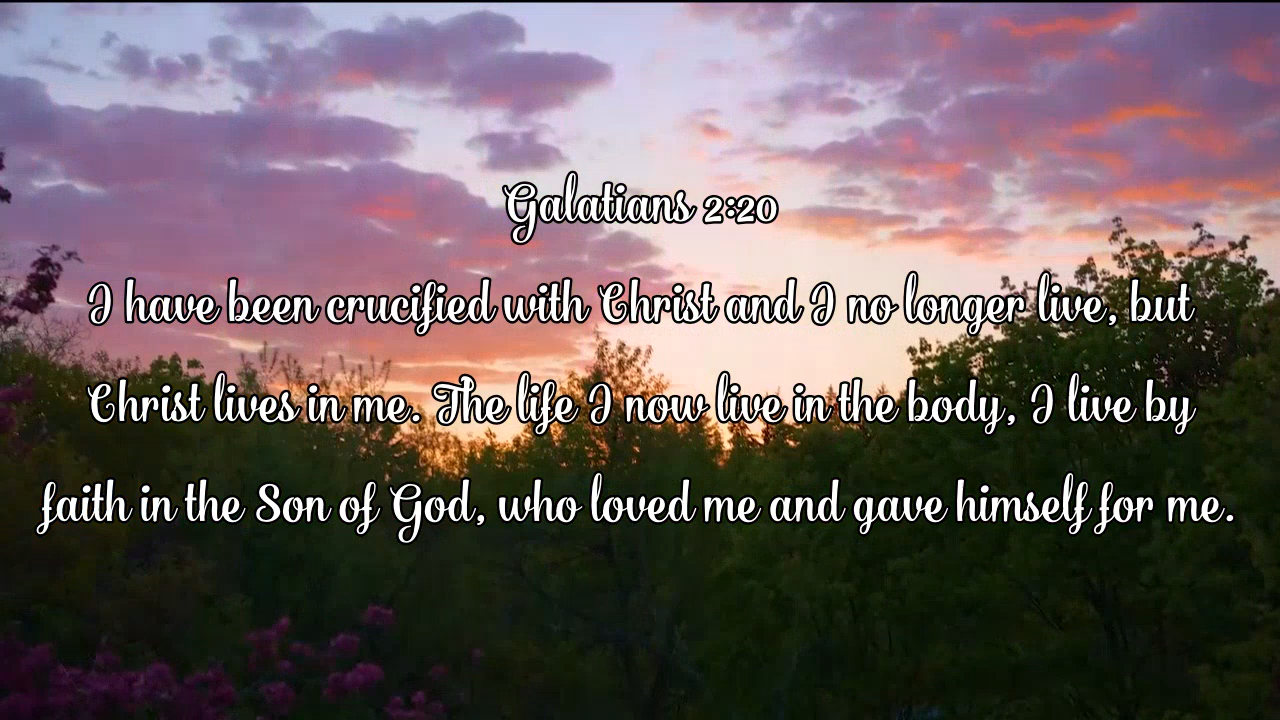 Galatians 2:20
I have been crucified with Christ and I no longer live, but
Christ lives in me. The life I now live in the body, I live by
faith in the Son of God, who loved me and gave himself for me.